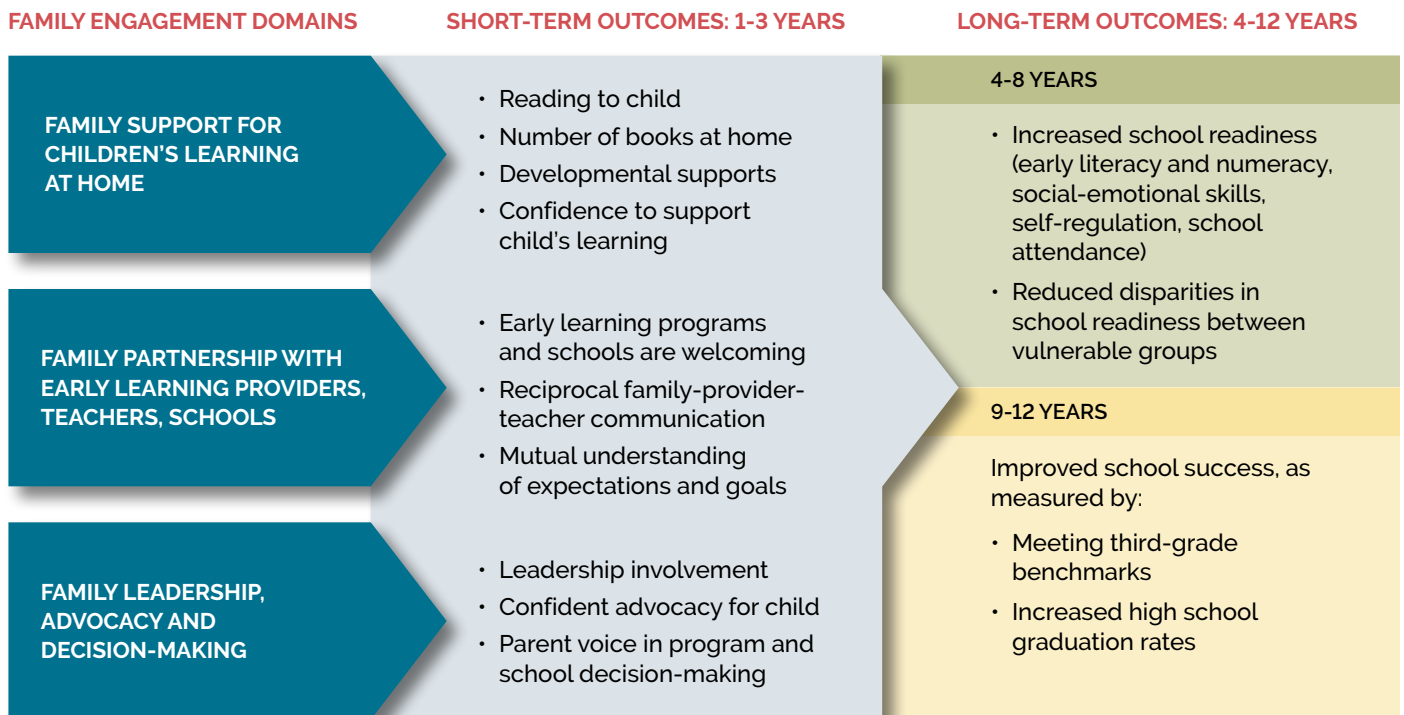 FAMILY ENGAGEMENT DOMAINS
SHORT-TERM OUTCOMES: 1-3 YEARS
LONG-TERM OUTCOMES: 4-12 YEARS
FAMILY SUPPORT FOR
CHILDREN'S LEARNING
AT HOME
• Reading to child
• Number of books at home
• Developmental supports
• Confidence to support
child's learning
FAMILY PARTNERSHIP WITH
EARLY LEARNING PROVIDERS,
TEACHERS, SCHOOLS
• Early learning programs
and schools are welcoming
• Reciprocal family-provider-
teacher communication
• Mutual understanding
of expectations and goals
FAMILY LEADERSHIP,
ADVOCACY AND
DECISION-MAKING
• Leadership involvement
• Confident advocacy for child
• Parent voice in program and
school decision-making
4-8 YEARS
• Increased school readiness
(early literacy and numeracy,
social-emotional skills,
self-regulation, school
attendance)
• Reduced disparities in
school readiness between
vulnerable groups
9-12 YEARS
Improved school success, as
measured by:
• Meeting third-grade
benchmarks
• Increased high school
graduation rates